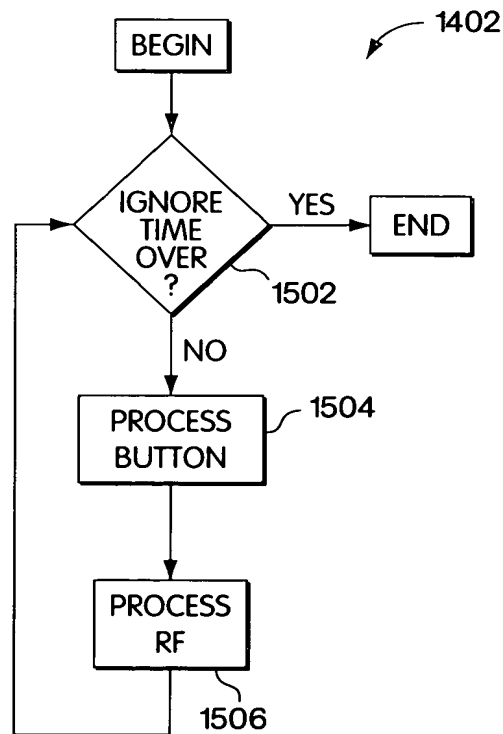 BEGIN
1402
IGNORE
TIME
OVER
?
YES
END
1502
NO
PROCESS
BUTTON
1504
PROCESS
RF
1506